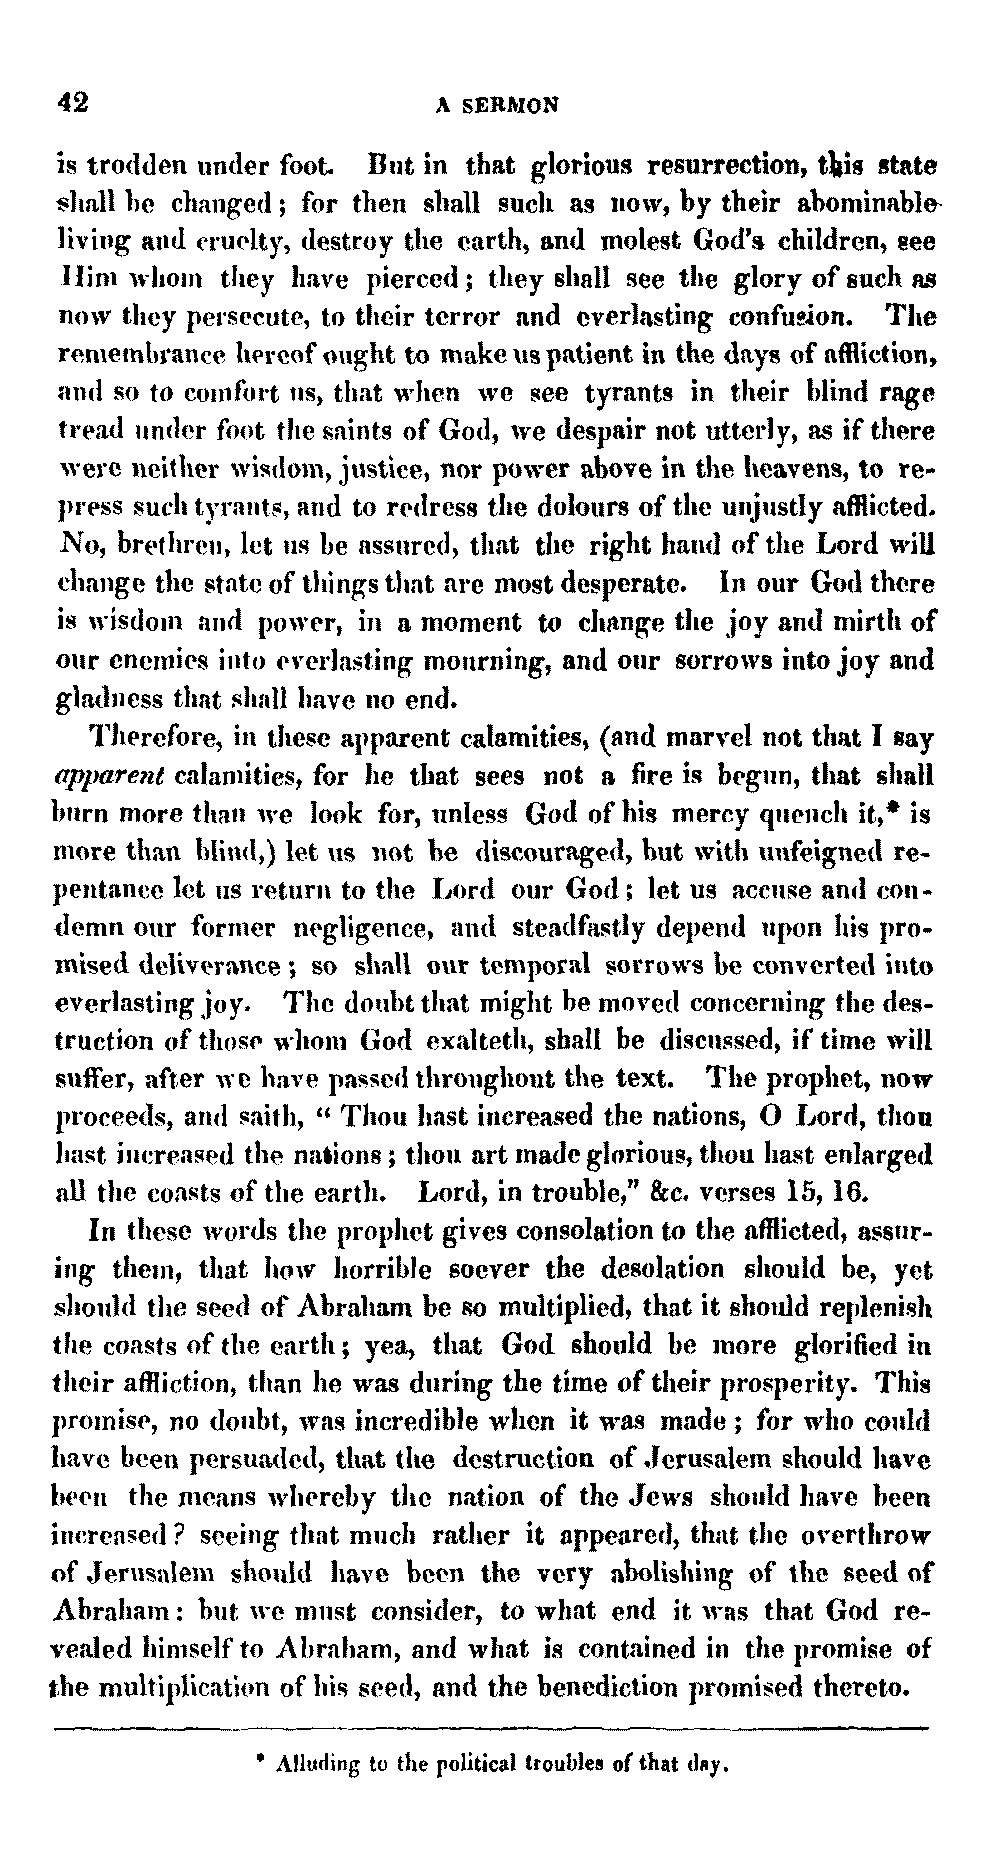 42 A SERMON
is trodden under foot. But in that glorious resurrection, this state
shall be changed; for then shall such as now, by their abominable
living and cruelty, destroy the earth, and molest God's children, see
Him whom they have pierced; they shall see the glory of such as
now they persecute, to their terror and everlasting confusion. The
remembrance hereof ought to make us patient in the days of affliction,
and so to comfort us, that when we see tyrants in their blind rage
tread under foot the saints of God, we despair not utterly, as if there
were neither wisdom, justice, nor power above in the heavens, to re-
press such tyrants, and to redress the dolours of the unjustly afflicted.
No, brethren, let us be assured, that the right hand of the Lord will
change the state of things that are most desperate. In our God there
is wisdom and power, in a moment to change the joy and mirth of
our enemies into everlasting mourning, and our sorrows into joy and
gladness that shall have no end.
Therefore, in these apparent calamities, (and marvel not that I say
apparent calamities, for he that sees not a fire is begun, that shall
burn more than we look for, unless God of his mercy quench it,* is
more than blind,) let us not be discouraged, but with unfeigned re-
pentance let us return to the Lord our God; let us accuse and con-
demn our former negligence, and steadfastly depend upon his pro-
mised deliverance; so shall our temporal sorrows be converted into
everlasting joy. The doubt that might be moved concerning the des-
truction of those whom God exalteth, shall be discussed, if time will
suffer, after we have passed throughout the text. The prophet, now
proceeds, and saith, “ Thou hast increased the nations, O Lord, thou
hast increased the nations; thou art made glorious, thou hast enlarged
all the coasts of the earth. Lord, in trouble,” &c. verses 15, 16.
In these words the prophet gives consolation to the afflicted, assur-
ing them, that how horrible soever the desolation should be, yet
should the seed of Abraham be so multiplied, that it should replenish
the coasts of the earth; yea, that God should be more glorified in
their affliction, than he was during the time of their prosperity. This
promise, no doubt, was incredible when it was made; for who could
have been persuaded, that the destruction of Jerusalem should have
been the means whereby the nation of the Jews should have been
increased? seeing that much rather it appeared, that the overthrow
of Jerusalem should have been the very abolishing of the seed of
Abraham: but we must consider, to what end it was that God re-
vealed himself to Abraham, and what is contained in the promise of
the multiplication of his seed, and the benediction promised thereto.
* Alluding to the political troubles of that day.